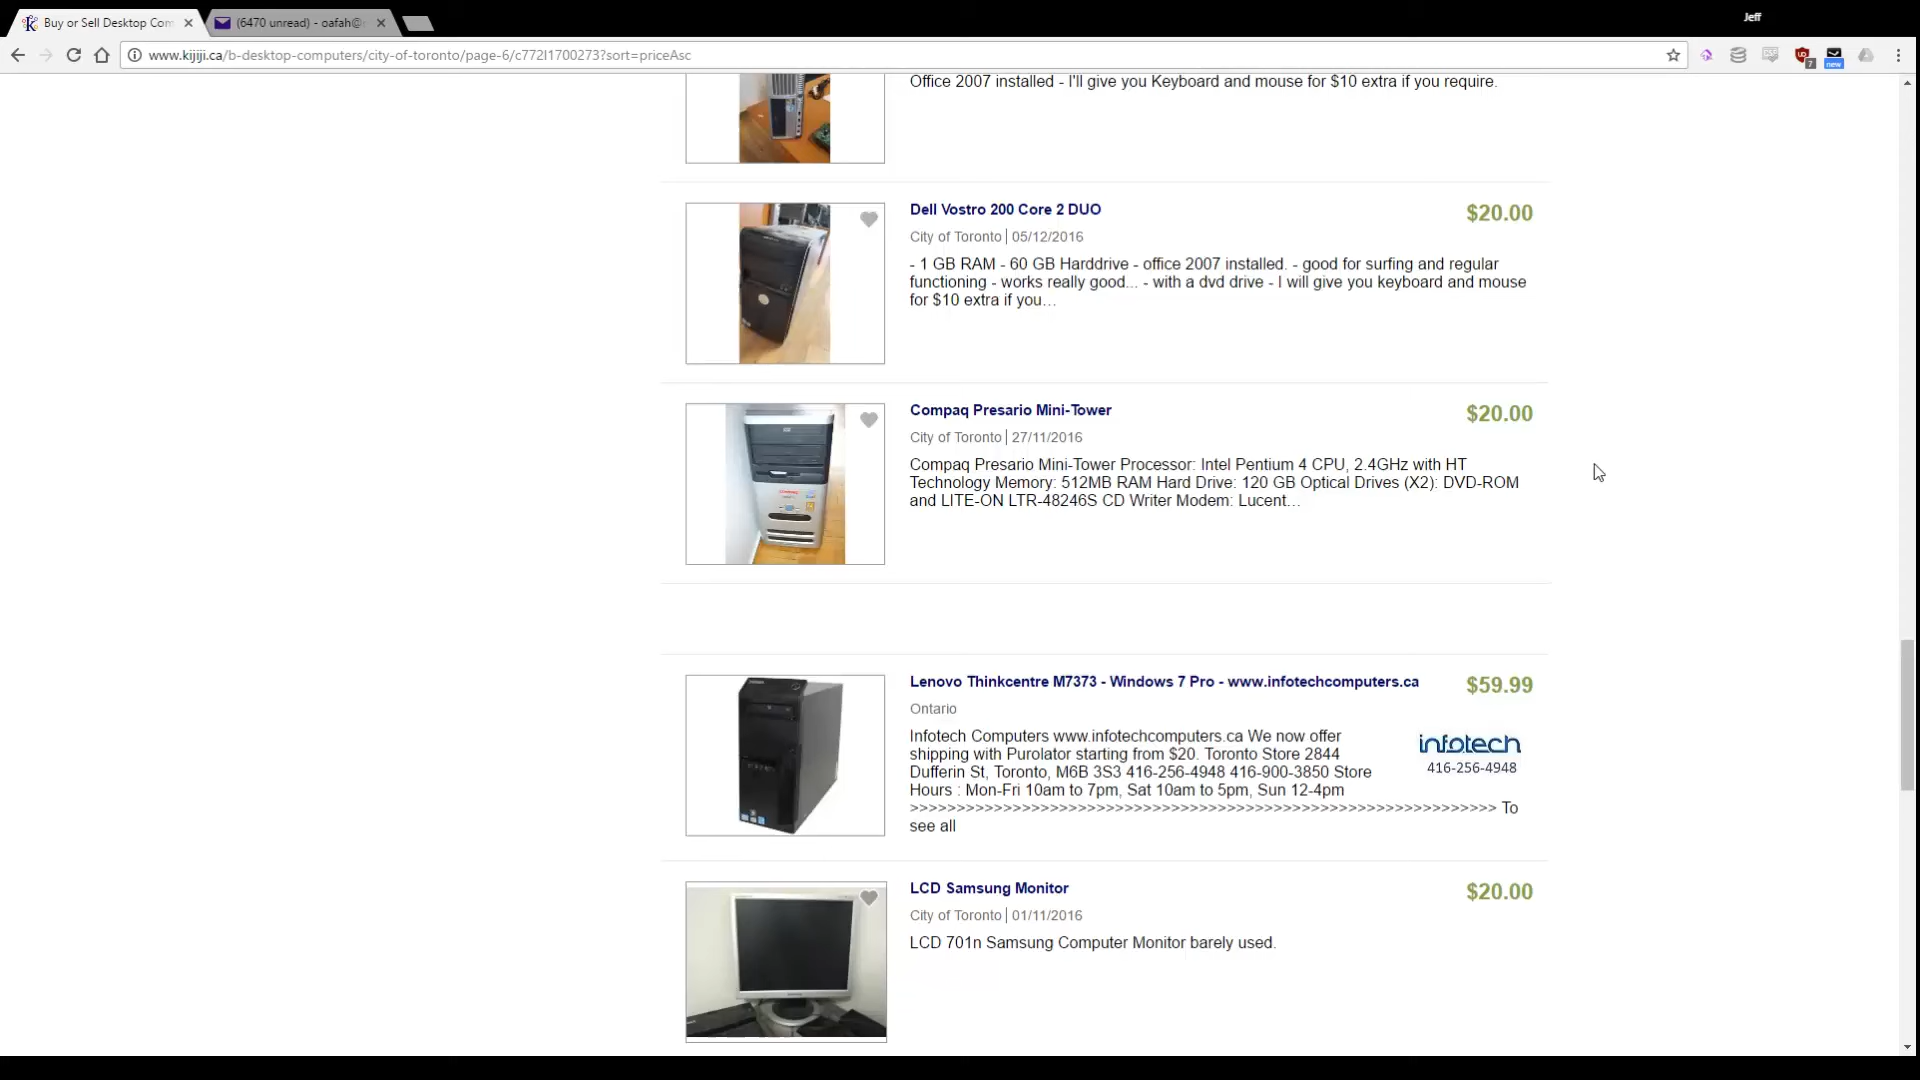 Jeff
Buy or Sell Desktop Com
(6470 unread) - oafah@
www.kijiji.ca/b-desktop-computers/city-of-toronto/page-6/c772l1700273?sort=priceAsc
7
new
Office 2007 installed - I'll give you Keyboard and mouse for $10 extra if you require.
Dell Vostro 200 Core 2 DUO
$20.00
City of Toronto | 05/12/2016
- 1 GB RAM - 60 GB Harddrive - office 2007 installed. - good for surfing and regular
functioning - works really good... - with a dvd drive - I will give you keyboard and mouse
for $10 extra if you…
Compaq Presario Mini-Tower
$20.00
City of Toronto | 27/11/2016
Compaq Presario Mini-Tower Processor: Intel Pentium 4 CPU, 2.4GHz with HT
Technology Memory: 512MB RAM Hard Drive: 120 GB Optical Drives (X2): DVD-ROM
and LITE-ON LTR-48246S CD Writer Modem: Lucent…
Lenovo Thinkcentre M7373 - Windows 7 Pro - www.infotechcomputers.ca
$59.99
Ontario
Infotech Computers www.infotechcomputers.ca We now offer
shipping with Purolator starting from $20. Toronto Store 2844
Dufferin St, Toronto, M6B 3S3 416-256-4948 416-900-3850 Store
Hours : Mon-Fri 10am to 7pm, Sat 10am to 5pm, Sun 12-4pm
>>>>>>>>>>>>>>>>>>>>>>>>>>>>>>>>>>>>>>>>>>>>>>>>>>>>>>>>>>>>>>> To
see all
infotech
416-256-4948
LCD Samsung Monitor
$20.00
City of Toronto | 01/11/2016
LCD 701n Samsung Computer Monitor barely used.